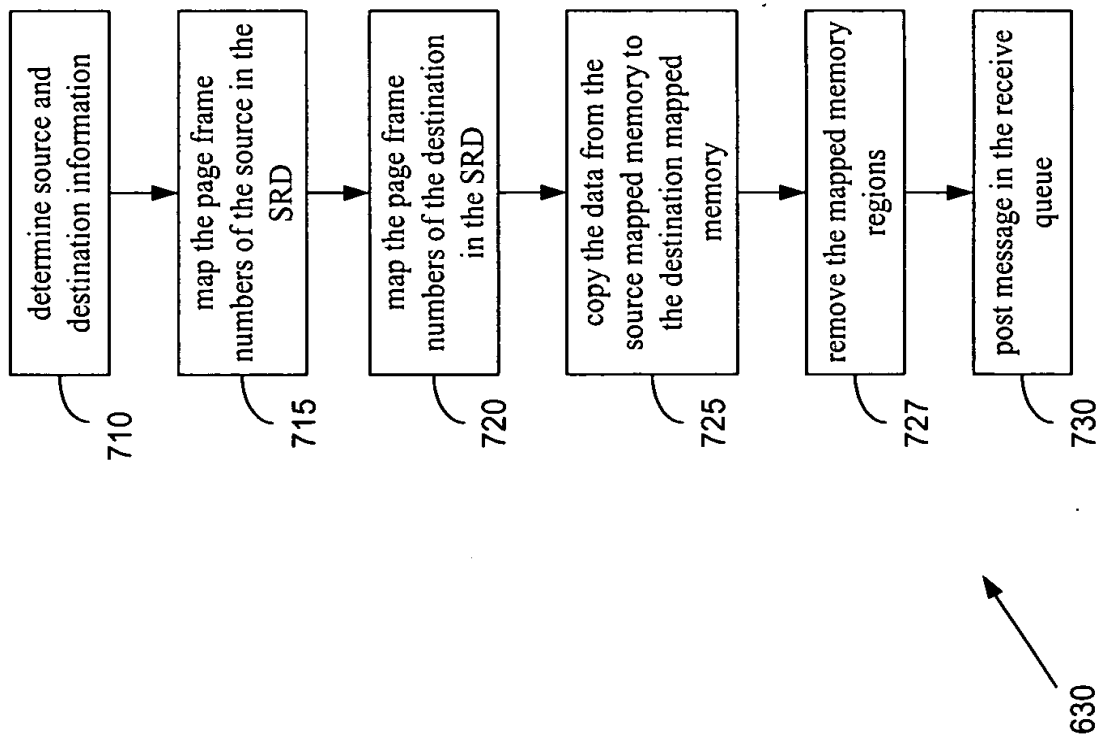 determine source and
destination information
710
map the page frame
numbers of the source in the
SRD
715
map the page frame
numbers of the destination
in the SRD
720
copy the data from the
source mapped memory to
the destination mapped
memory
725
remove the mapped memory
regions
727
post message in the receive
queue
730
630